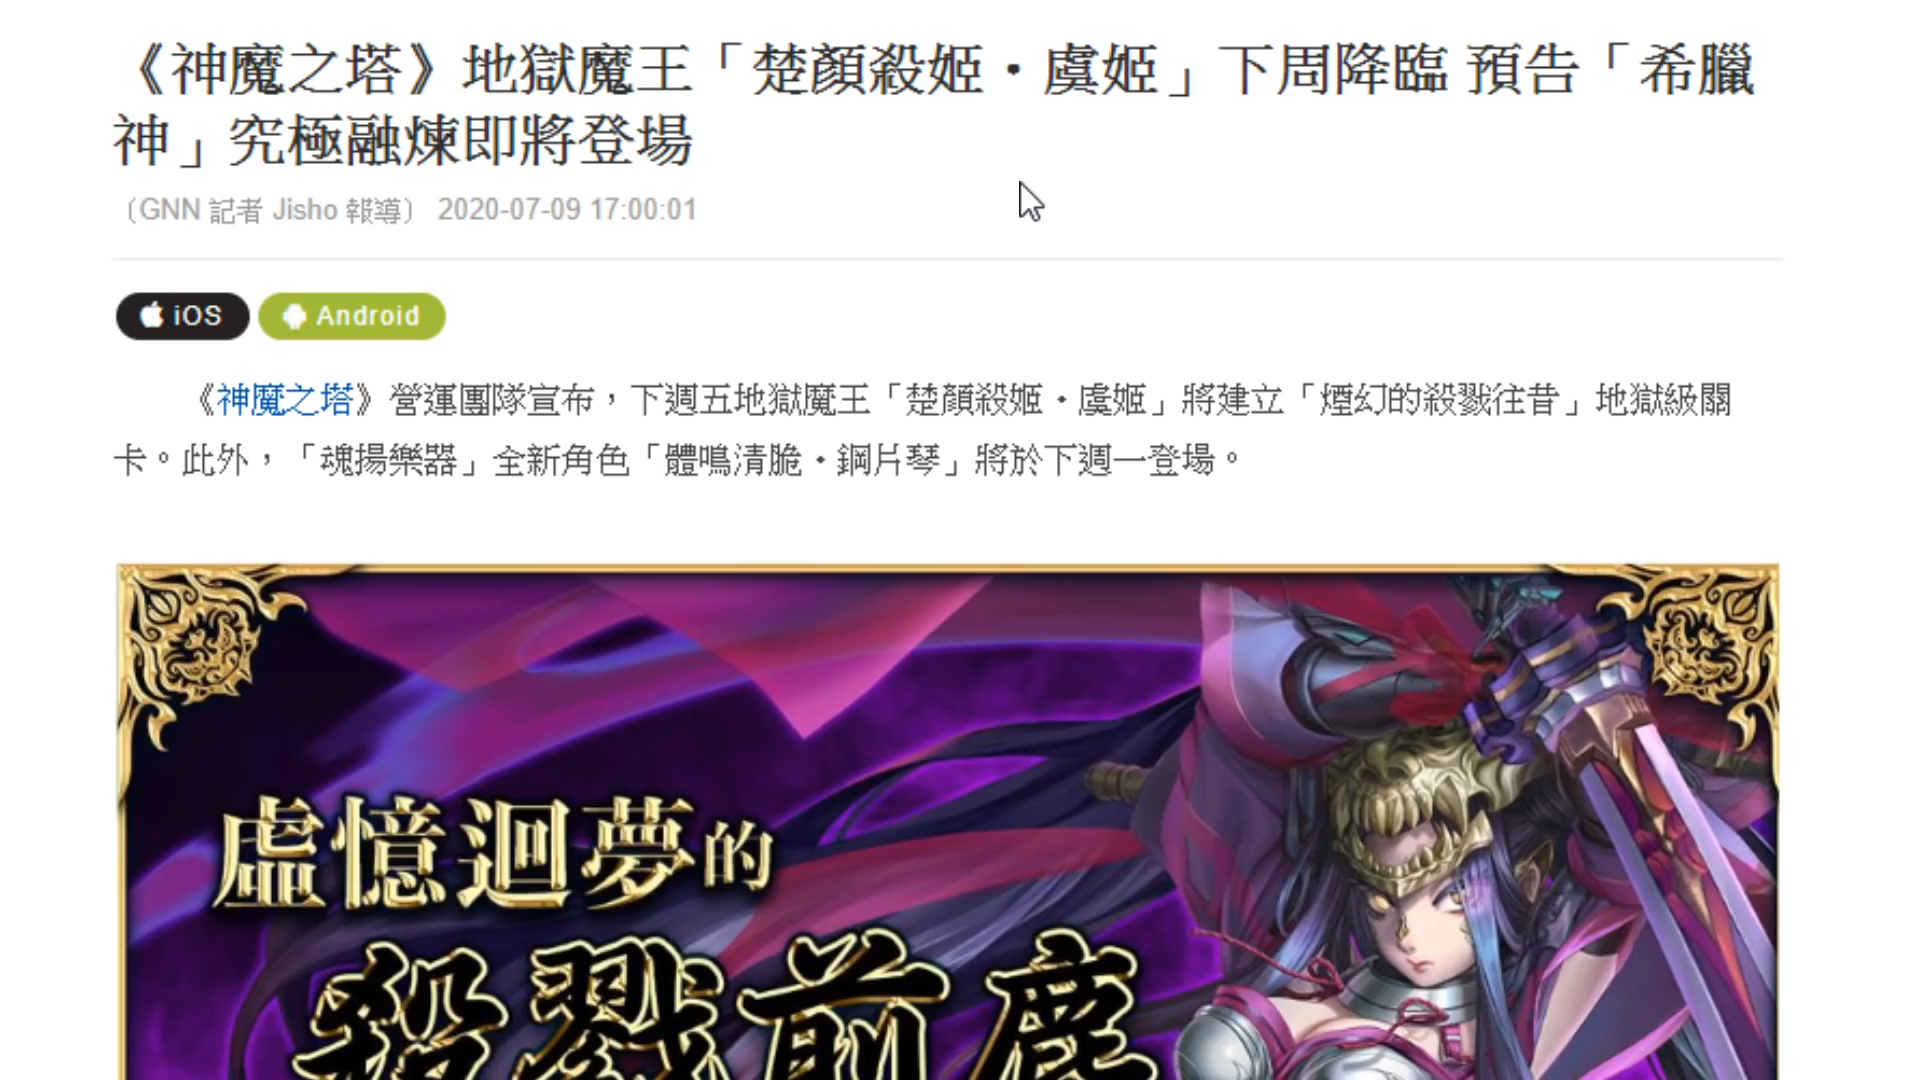 《神魔之塔》地獄魔王「楚顏殺姬・虞姬」下周降臨 預告「希臘
神」究極融煉即將登場
〔GNN 記者 Jisho 報導〕 2020-07-09 17:00:01
iOS Android
《神魔之塔》營運團隊宣布，下週五地獄魔王「楚顏殺姬・虞姬」將建立「煙幻的殺戮往昔」地獄級關
卡。此外，「魂揚樂器」全新角色「體鳴清脆・鋼片琴」將於下週一登場。
虛憶迴夢的
殺戮前塵